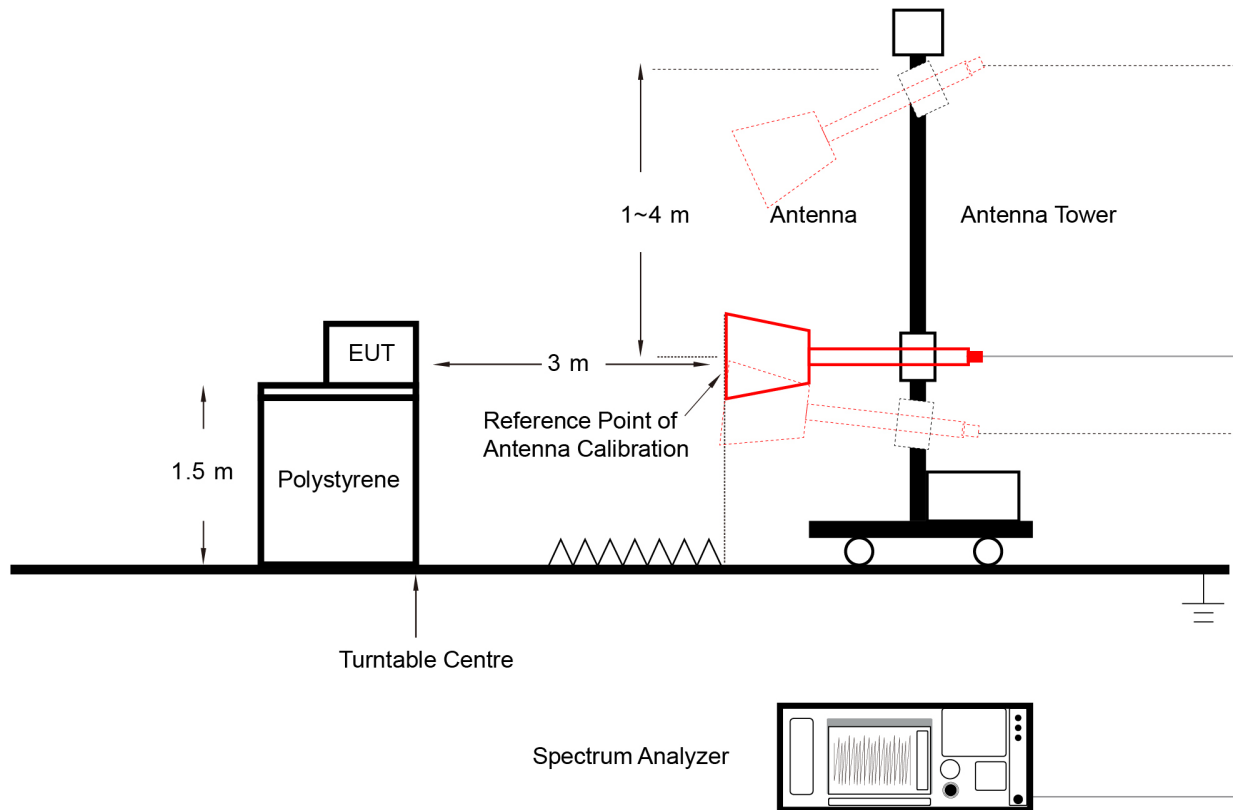 1~4 m
Antenna
Antenna Tower
EUT
3 m
Reference Point of
Antenna Calibration
1.5 m
Polystyrene
Turntable Centre
Spectrum Analyzer